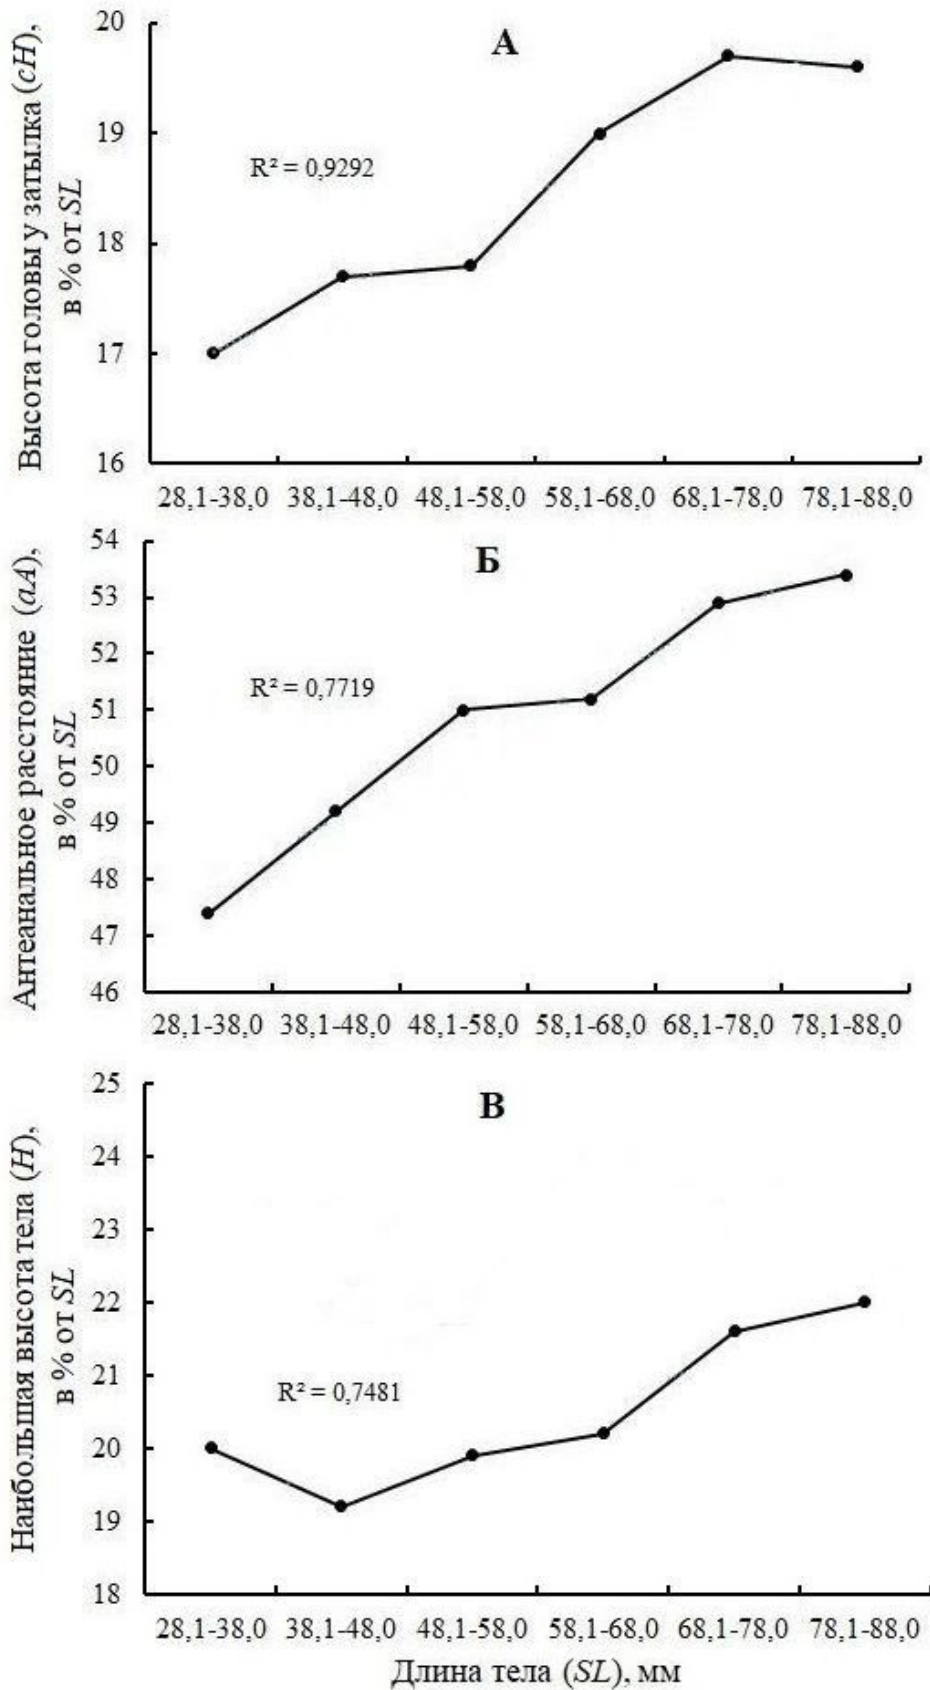 Высота головы у затылка (cH),
в % от SL
А
20
19
18
17
16
R² = 0,9292
28,1-38,0 38,1-48,0 48,1-58,0 58,1-68,0 68,1-78,0 78,1-88,0
Антеанальное расстояние (aA),
в % от SL
Б
54
53
52
51
50
49
48
47
46
R² = 0,7719
28,1-38,0 38,1-48,0 48,1-58,0 58,1-68,0 68,1-78,0 78,1-88,0
Наибольшая высота тела (H),
в % от SL
В
25
24
23
22
21
20
19
18
R² = 0,7481
28,1-38,0 38,1-48,0 48,1-58,0 58,1-68,0 68,1-78,0 78,1-88,0
Длина тела (SL), мм